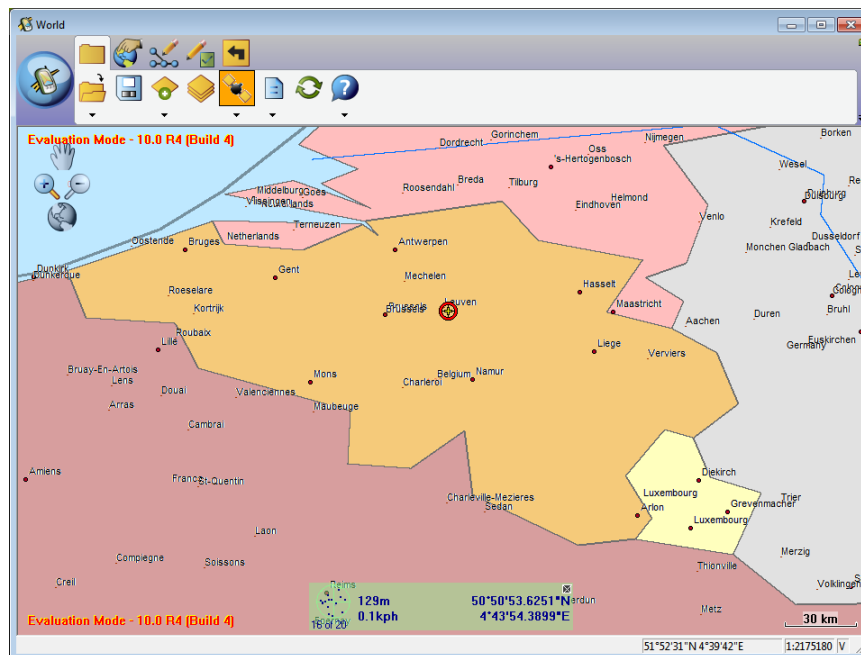 World
Evaluation Mode - 10.0 R4 (Build 4)
Gorinchem
Nijmegen
Borken
Dordrecht
Oss
's-Hertogenbosch
Wesel
Roosendahl
Breda
Tilburg
Helmond
Eindhoven
Duisburg
Middelburg
Goes
Vlissingen
Venlo
Krefeld
Terneuzen
Netherlands
Dusseldorf
Monchen Gladbach
Oostende
Bruges
Antwerpen
Dunkirk
Dunkerque
Gent
Mechelen
Hasselt
Roeselare
Brussels
Brussels
Leuven
Maastricht
Kortrijk
Aachen
Duren
Bruhl
Roubaix
Lille
Euskirchen
Germany
Liege
Verviers
Bruay-En-Artois
Lens
Mons
Charleroi
Belgium
Namur
Douai
Valenciennes
Arras
Maubeuge
Cambrai
Amiens
France
St-Quentin
Diekirch
Charleville-Mezieres
Sedan
Luxembourg
Arlon
Grevenmacher
Trier
Luxembourg
Laon
Compiegne
Soissons
Merzig
Thionville
Creil
Reims
Volklingen
129m
50°50'53.6251"N
erdun
0.1kph
4°43'54.3899"E
16 of 20
Metz
Evaluation Mode - 10.0 R4 (Build 4)
30 km
51°52'31"N 4°39'42"E
1:2175180
V